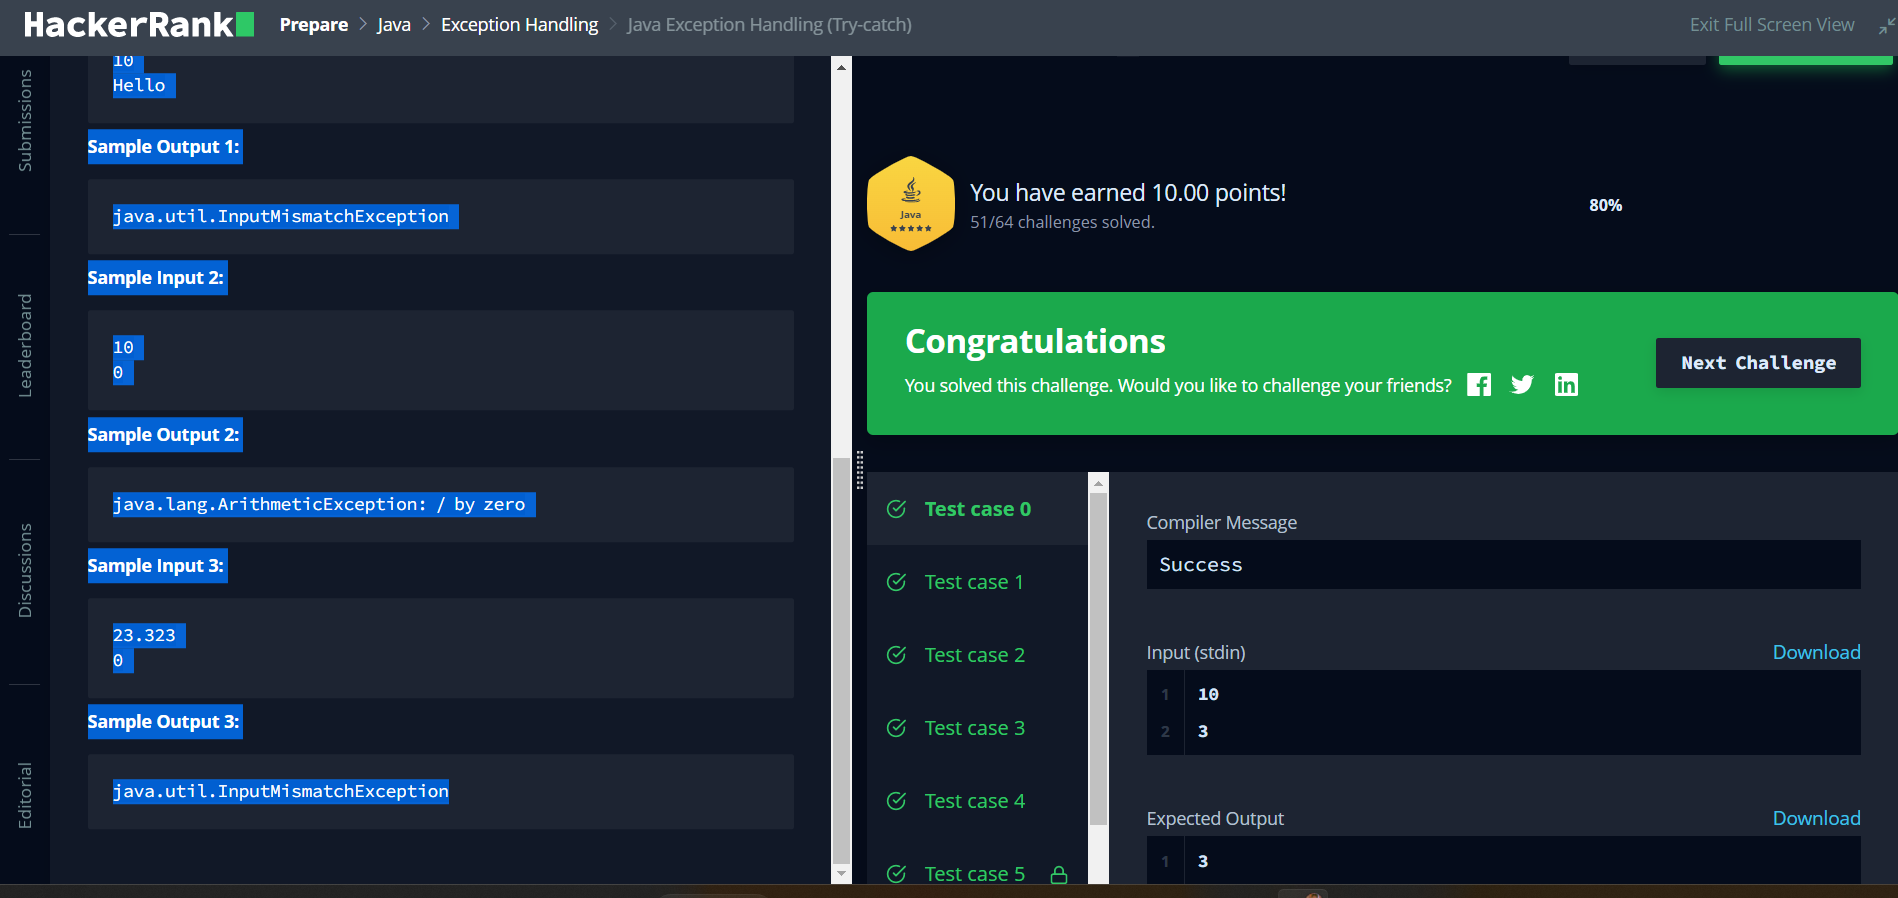 HackerRank
Prepare > Java > Exception Handling > Java Exception Handling (Try-catch)
Exit Full Screen View
Submissions
Leaderboard
Discussions
Editorial
10
Hello
Sample Output 1:
java.util.InputMismatchException
Sample Input 2:
10
0
Sample Output 2:
java.lang.ArithmeticException: / by zero
Sample Input 3:
23.323
0
Sample Output 3:
java.util.InputMismatchException
Java
You have earned 10.00 points!
51/64 challenges solved.
80%
Congratulations
You solved this challenge. Would you like to challenge your friends?
Next Challenge
Test case 0
Test case 1
Test case 2
Test case 3
Test case 4
Test case 5
Compiler Message
Success
Input (stdin)
Download
1 10
2 3
Expected Output
Download
1 3